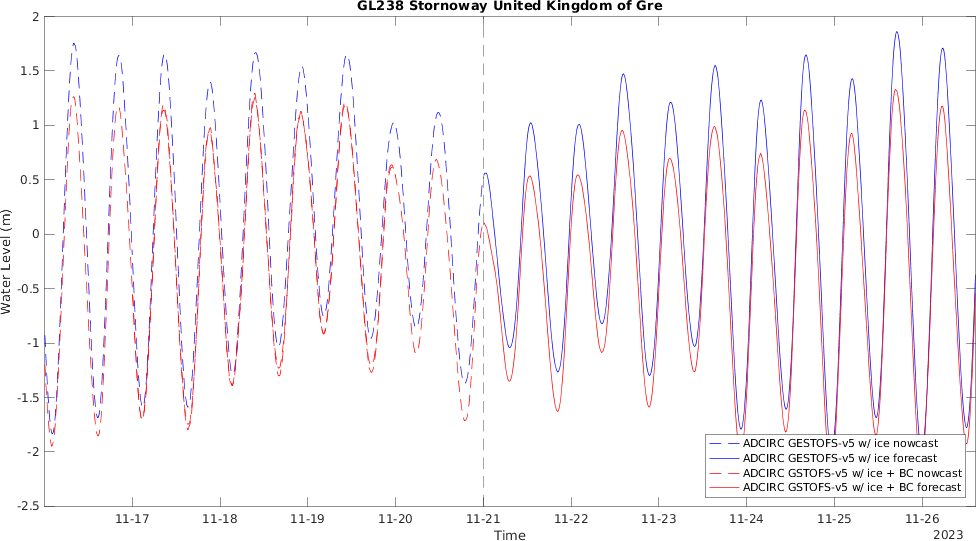 GL238 Stornoway United Kingdom of Gre
Water Level (m)
2
1.5
1
0.5
0
-0.5
-1
-1.5
-2
-2.5
ADCIRC GESTOFS-v5 w/ ice nowcast
ADCIRC GESTOFS-v5 w/ ice forecast
ADCIRC GSTOFS-v5 w/ ice + BC nowcast
ADCIRC GSTOFS-v5 w/ ice + BC forecast
11-17 11-18 11-19 11-20 11-21 11-22 11-23 11-24 11-25 11-26
Time
2023